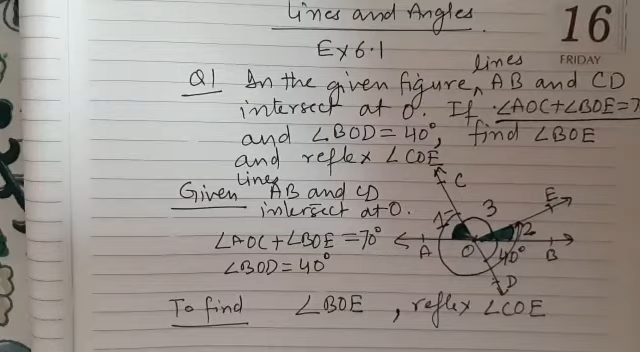 Lines and Angles
16
FRIDAY
Ex 6.1
Q1 In the given figure, lines AB and CD
intersect at O. If ∠AOC+∠BOE=7
and ∠BOD=40°, find ∠BOE
and reflex ∠COE
Given lines AB and CD
intersect at O.
∠AOC+∠BOE=70°
∠BOD=40°
C
3
E
1
2
A
O
40°
B
D
To find ∠BOE, reflex ∠COE